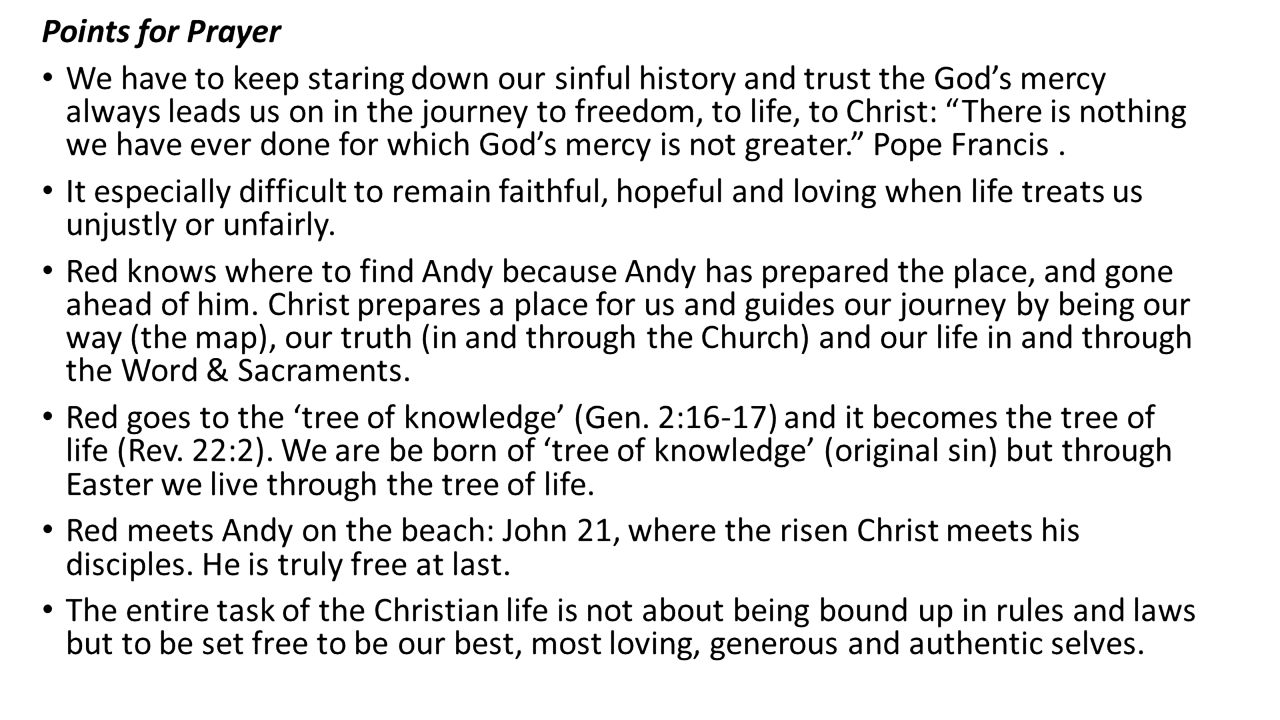 Points for Prayer
• We have to keep staring down our sinful history and trust the God’s mercy
always leads us on in the journey to freedom, to life, to Christ: “There is nothing
we have ever done for which God’s mercy is not greater.” Pope Francis .
• It especially difficult to remain faithful, hopeful and loving when life treats us
unjustly or unfairly.
• Red knows where to find Andy because Andy has prepared the place, and gone
ahead of him. Christ prepares a place for us and guides our journey by being our
way (the map), our truth (in and through the Church) and our life in and through
the Word & Sacraments.
• Red goes to the ‘tree of knowledge’ (Gen. 2:16-17) and it becomes the tree of
life (Rev. 22:2). We are be born of ‘tree of knowledge’ (original sin) but through
Easter we live through the tree of life.
• Red meets Andy on the beach: John 21, where the risen Christ meets his
disciples. He is truly free at last.
• The entire task of the Christian life is not about being bound up in rules and laws
but to be set free to be our best, most loving, generous and authentic selves.